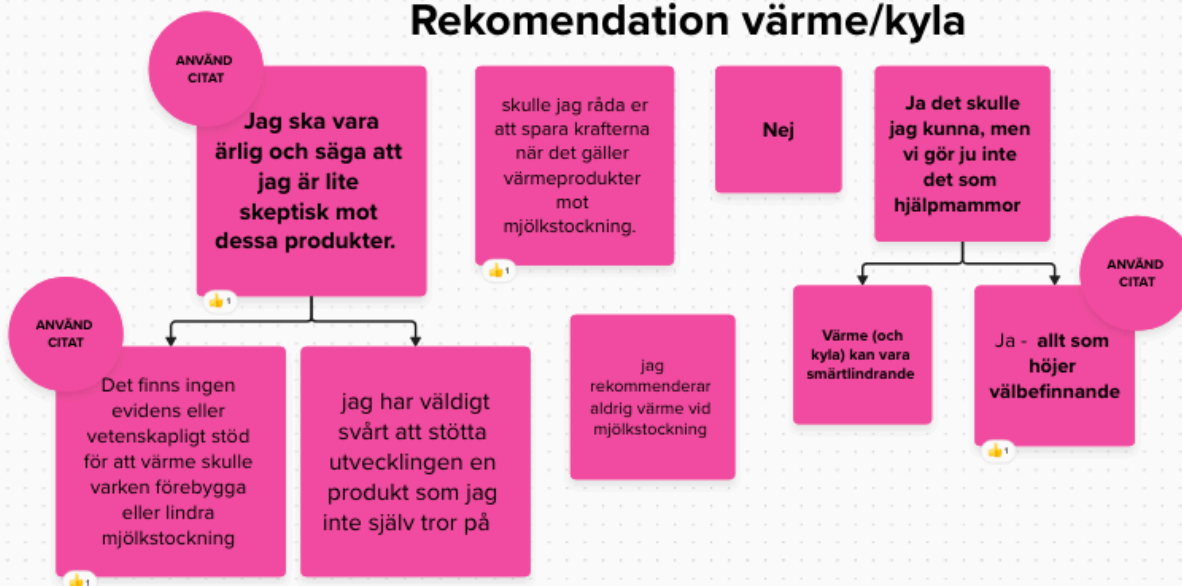 Rekomendation värme/kyla
ANVÄND
CITAT
Jag ska vara
ärlig och säga att
jag är lite
skeptisk mot
dessa produkter.
👍 1
skulle jag råda er
att spara krafterna
när det gäller
värmeprodukter
mot
mjölkstockning.
👍 1
Nej
Ja det skulle
jag kunna, men
vi gör ju inte
det som
hjälpmammor
ANVÄND
CITAT
Det finns ingen
evidens eller
vetenskapligt stöd
för att värme skulle
varken förebygga
eller lindra
mjölkstockning
👍 1
jag har väldigt
svårt att stötta
utvecklingen en
produkt som jag
inte själv tror på
jag
rekommenderar
aldrig värme vid
mjölkstockning
Värme (och
kyla) kan vara
smärtlindrande
ANVÄND
CITAT
Ja - allt som
höjer
välbefinnande
👍 1